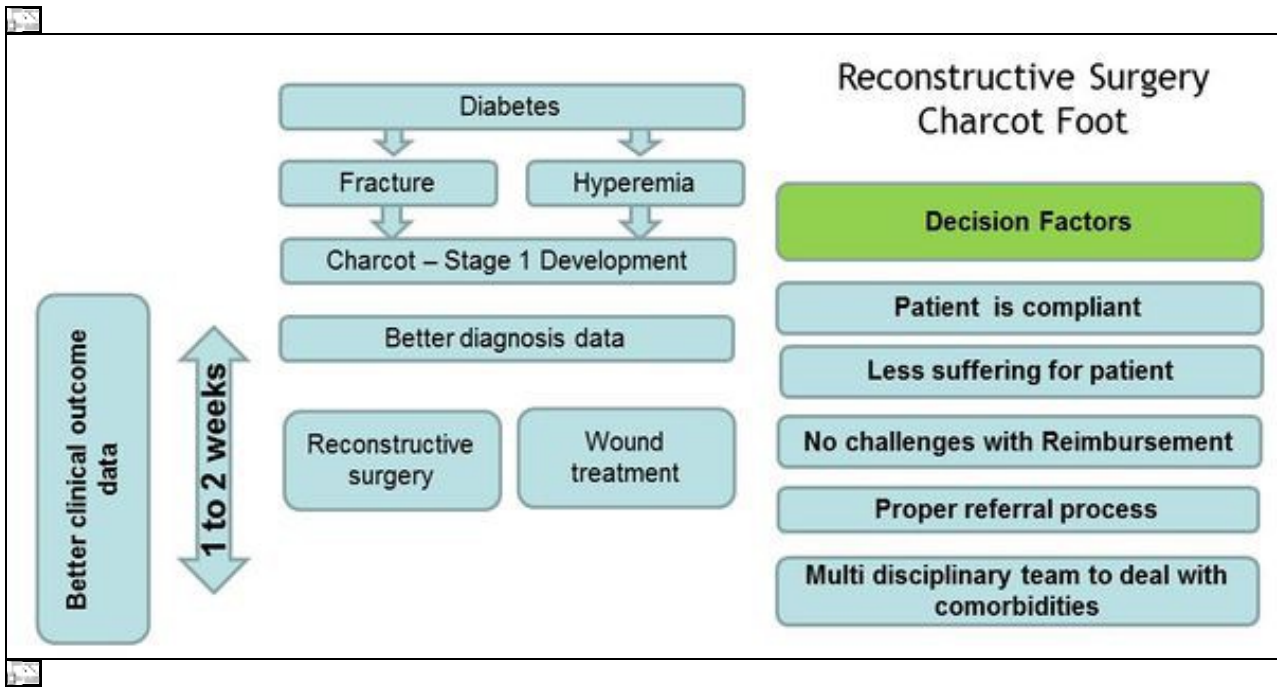 Reconstructive Surgery
Charcot Foot
Diabetes
Fracture
Hyperemia
Charcot – Stage 1 Development
Better diagnosis data
Reconstructive
surgery
Wound
treatment
Better clinical outcome
data
1 to 2 weeks
Decision Factors
Patient is compliant
Less suffering for patient
No challenges with Reimbursement
Proper referral process
Multi disciplinary team to deal with
comorbidities